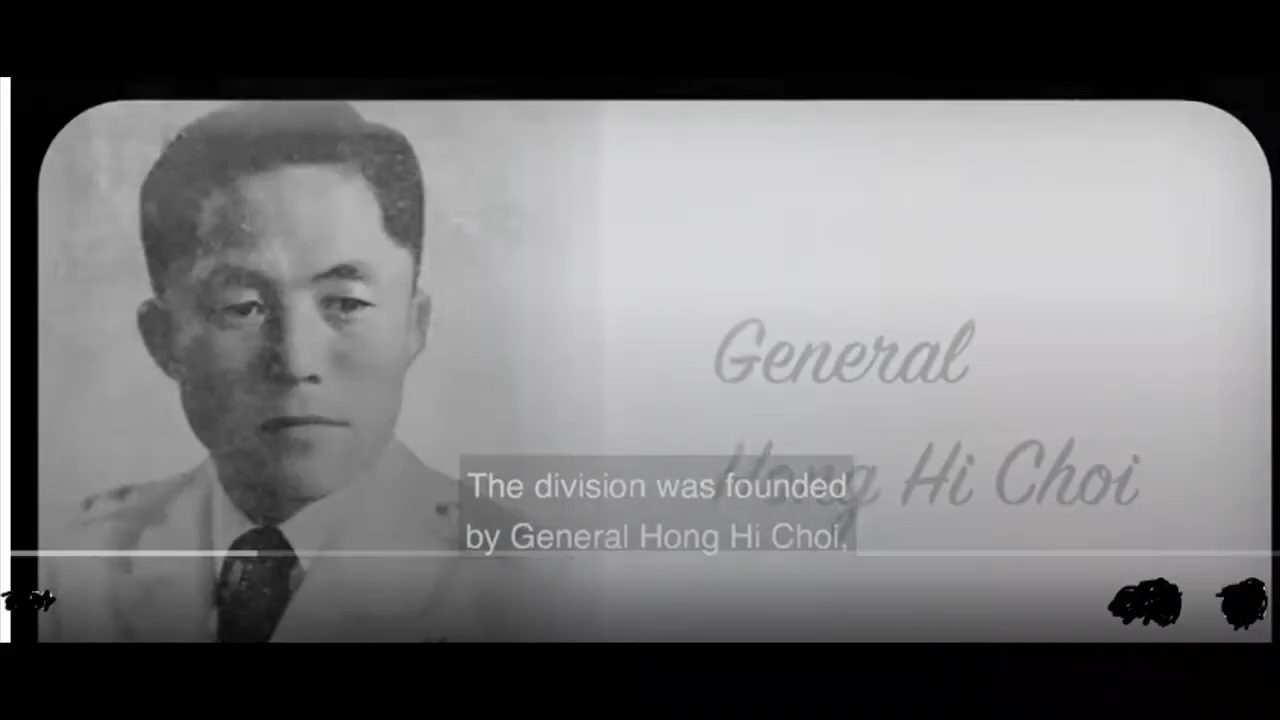 General
Hong Hi Choi
The division was founded
by General Hong Hi Choi,